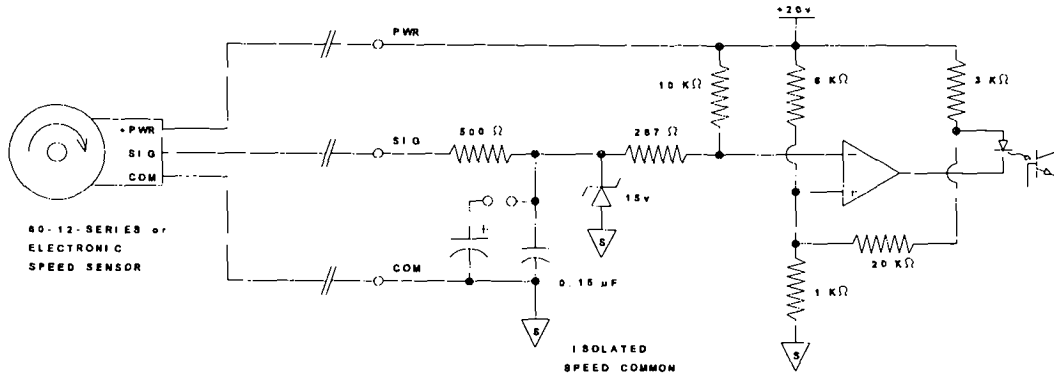 +20v
PWR
10 KΩ
6 KΩ
3 KΩ
+PWR
SIG
COM
SIG
500 Ω
287 Ω
15v
S
+
−
+
60-12-SERIES or
ELECTRONIC
SPEED SENSOR
COM
0.15 µF
20 KΩ
1 KΩ
S
S
ISOLATED
SPEED COMMON